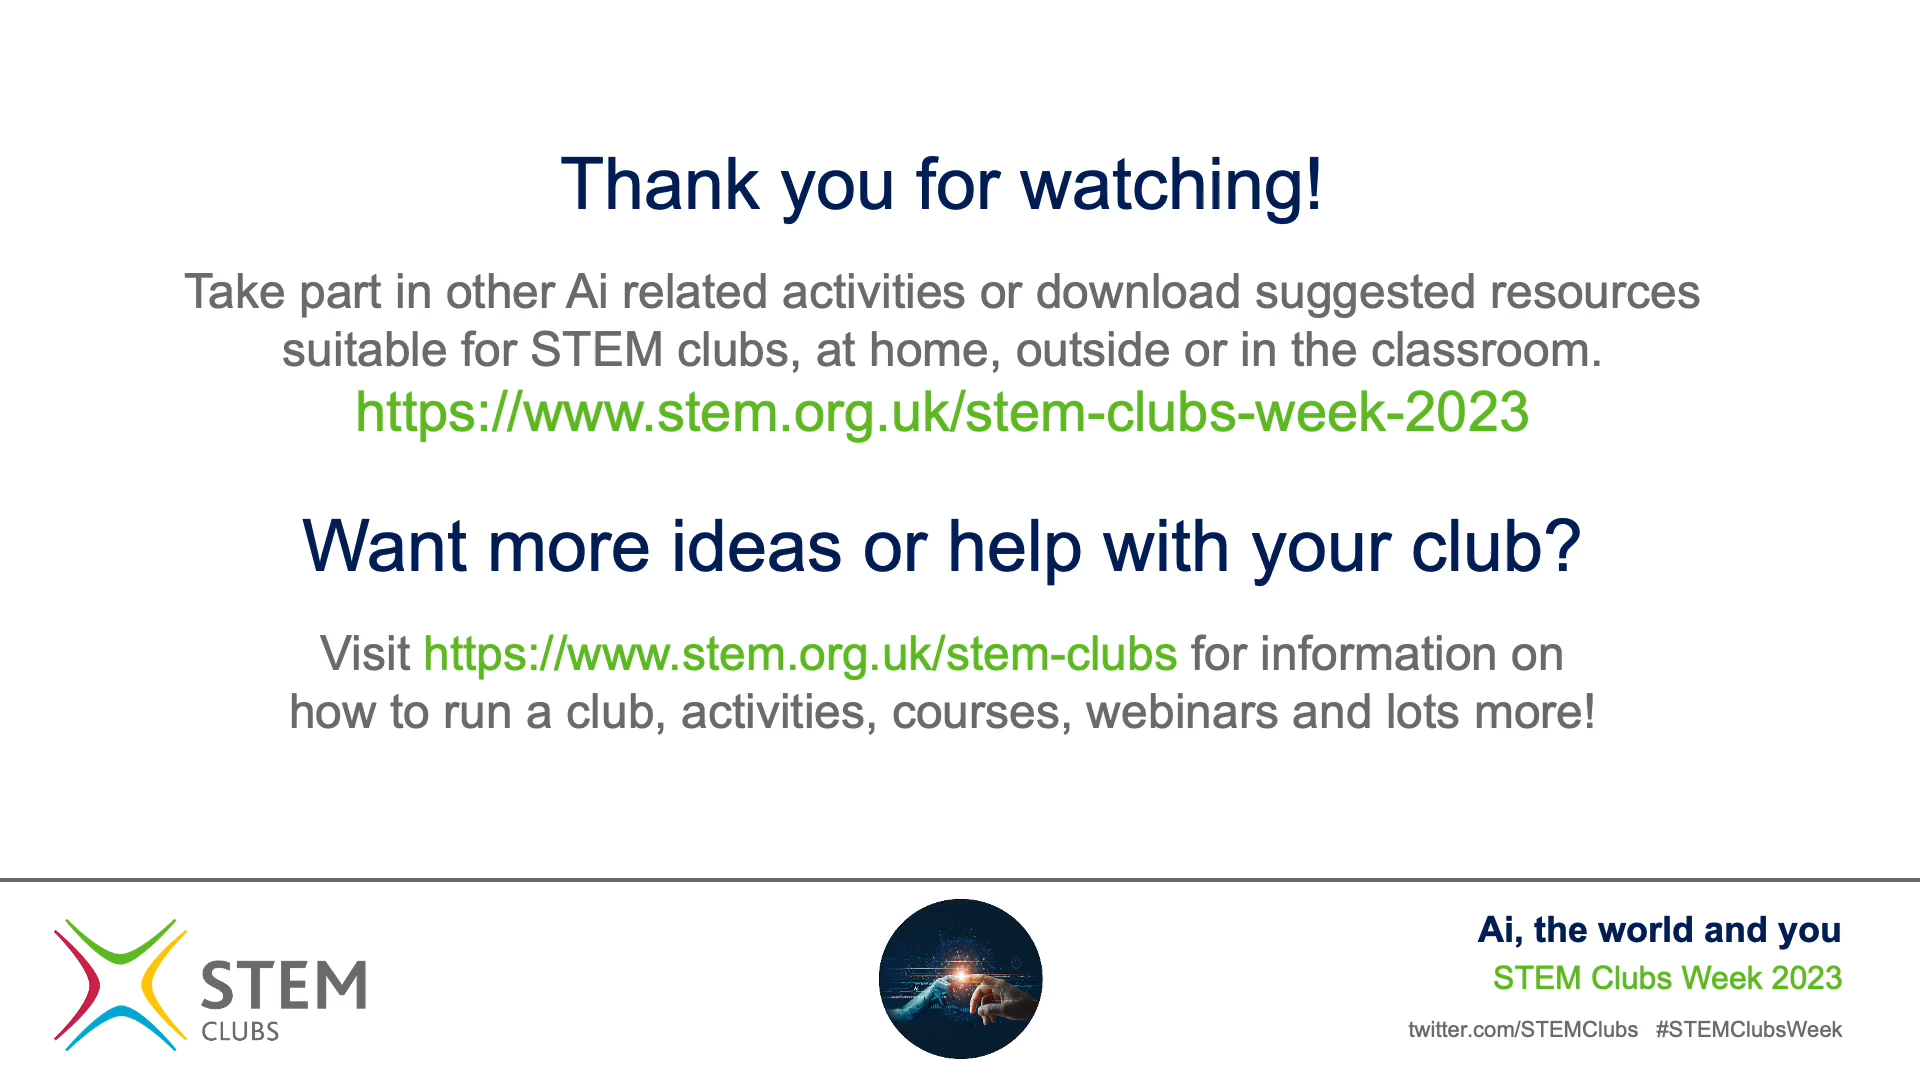 Thank you for watching!
Take part in other Ai related activities or download suggested resources
suitable for STEM clubs, at home, outside or in the classroom.
https://www.stem.org.uk/stem-clubs-week-2023
Want more ideas or help with your club?
Visit https://www.stem.org.uk/stem-clubs for information on
how to run a club, activities, courses, webinars and lots more!
STEM
CLUBS
Ai, the world and you
STEM Clubs Week 2023
twitter.com/STEMClubs #STEMClubsWeek